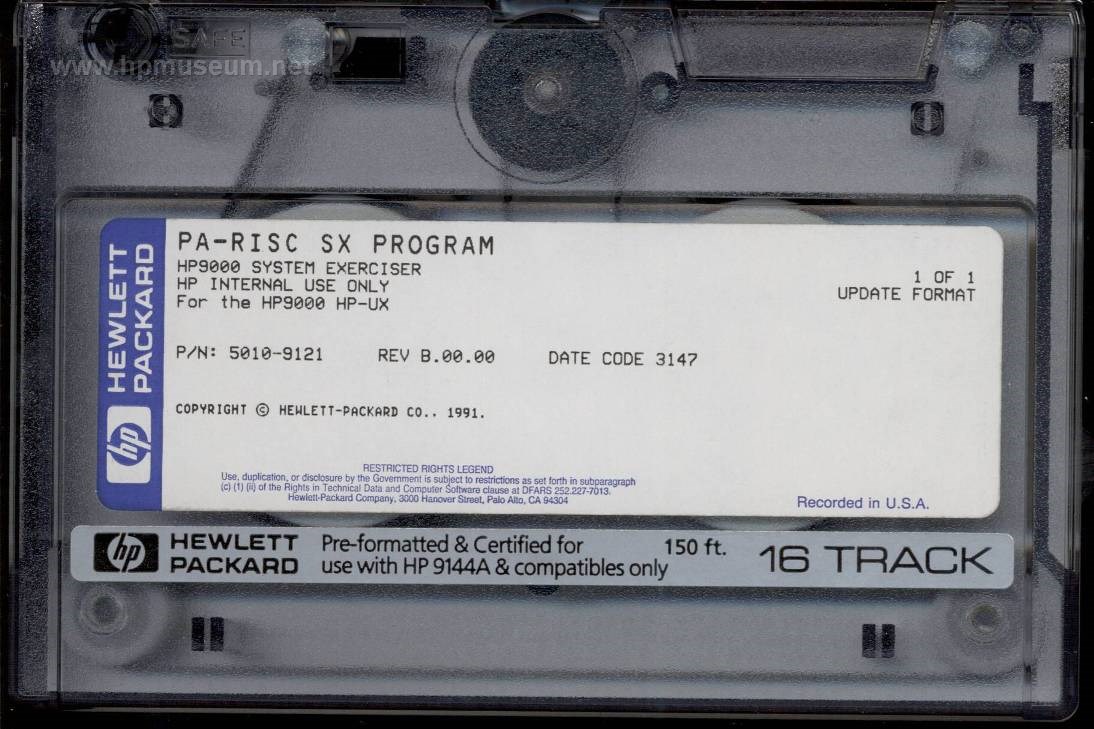 SAFE
www.hpmuseum.net
HEWLETT
PACKARD
hp
PA-RISC SX PROGRAM
HP9000 SYSTEM EXERCISER
HP INTERNAL USE ONLY
For the HP9000 HP-UX
1 OF 1
UPDATE FORMAT
P/N: 5010-9121 REV B.00.00 DATE CODE 3147
COPYRIGHT © HEWLETT-PACKARD CO.. 1991.
RESTRICTED RIGHTS LEGEND
Use, duplication, or disclosure by the Government is subject to restrictions as set forth in subparagraph
(c) (1) (ii) of the Rights in Technical Data and Computer Software clause at DFARS 252.227-7013.
Hewlett-Packard Company, 3000 Hanover Street, Palo Alto, CA 94304
Recorded in U.S.A.
hp HEWLETT
PACKARD
Pre-formatted & Certified for
use with HP 9144A & compatibles only
150 ft.
16 TRACK